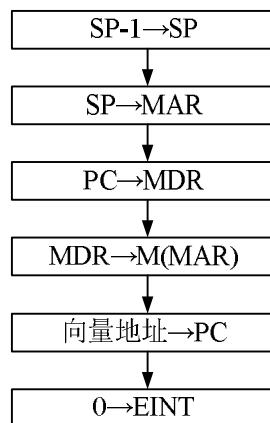 SP-1→SP
SP→MAR
PC→MDR
MDR→M(MAR)
向量地址→PC
0→EINT